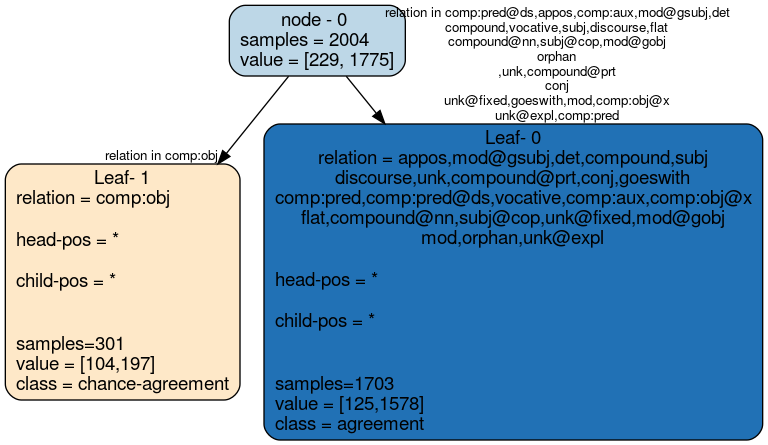 node - 0
samples = 2004
value = [229, 1775]
relation in comp:pred@ds,appos,comp:aux,mod@gsubj,det
compound,vocative,subj,discourse,flat
compound@nn,subj@cop,mod@gobj
orphan
,unk,compound@prt
conj
unk@fixed,goeswith,mod,comp:obj@x
unk@expl,comp:pred
relation in comp:obj
Leaf- 1
relation = comp:obj
head-pos = *
child-pos = *
samples=301
value = [104,197]
class = chance-agreement
Leaf- 0
relation = appos,mod@gsubj,det,compound,subj
discourse,unk,compound@prt,conj,goeswith
comp:pred,comp:pred@ds,vocative,comp:aux,comp:obj@x
flat,compound@nn,subj@cop,unk@fixed,mod@gobj
mod,orphan,unk@expl
head-pos = *
child-pos = *
samples=1703
value = [125,1578]
class = agreement